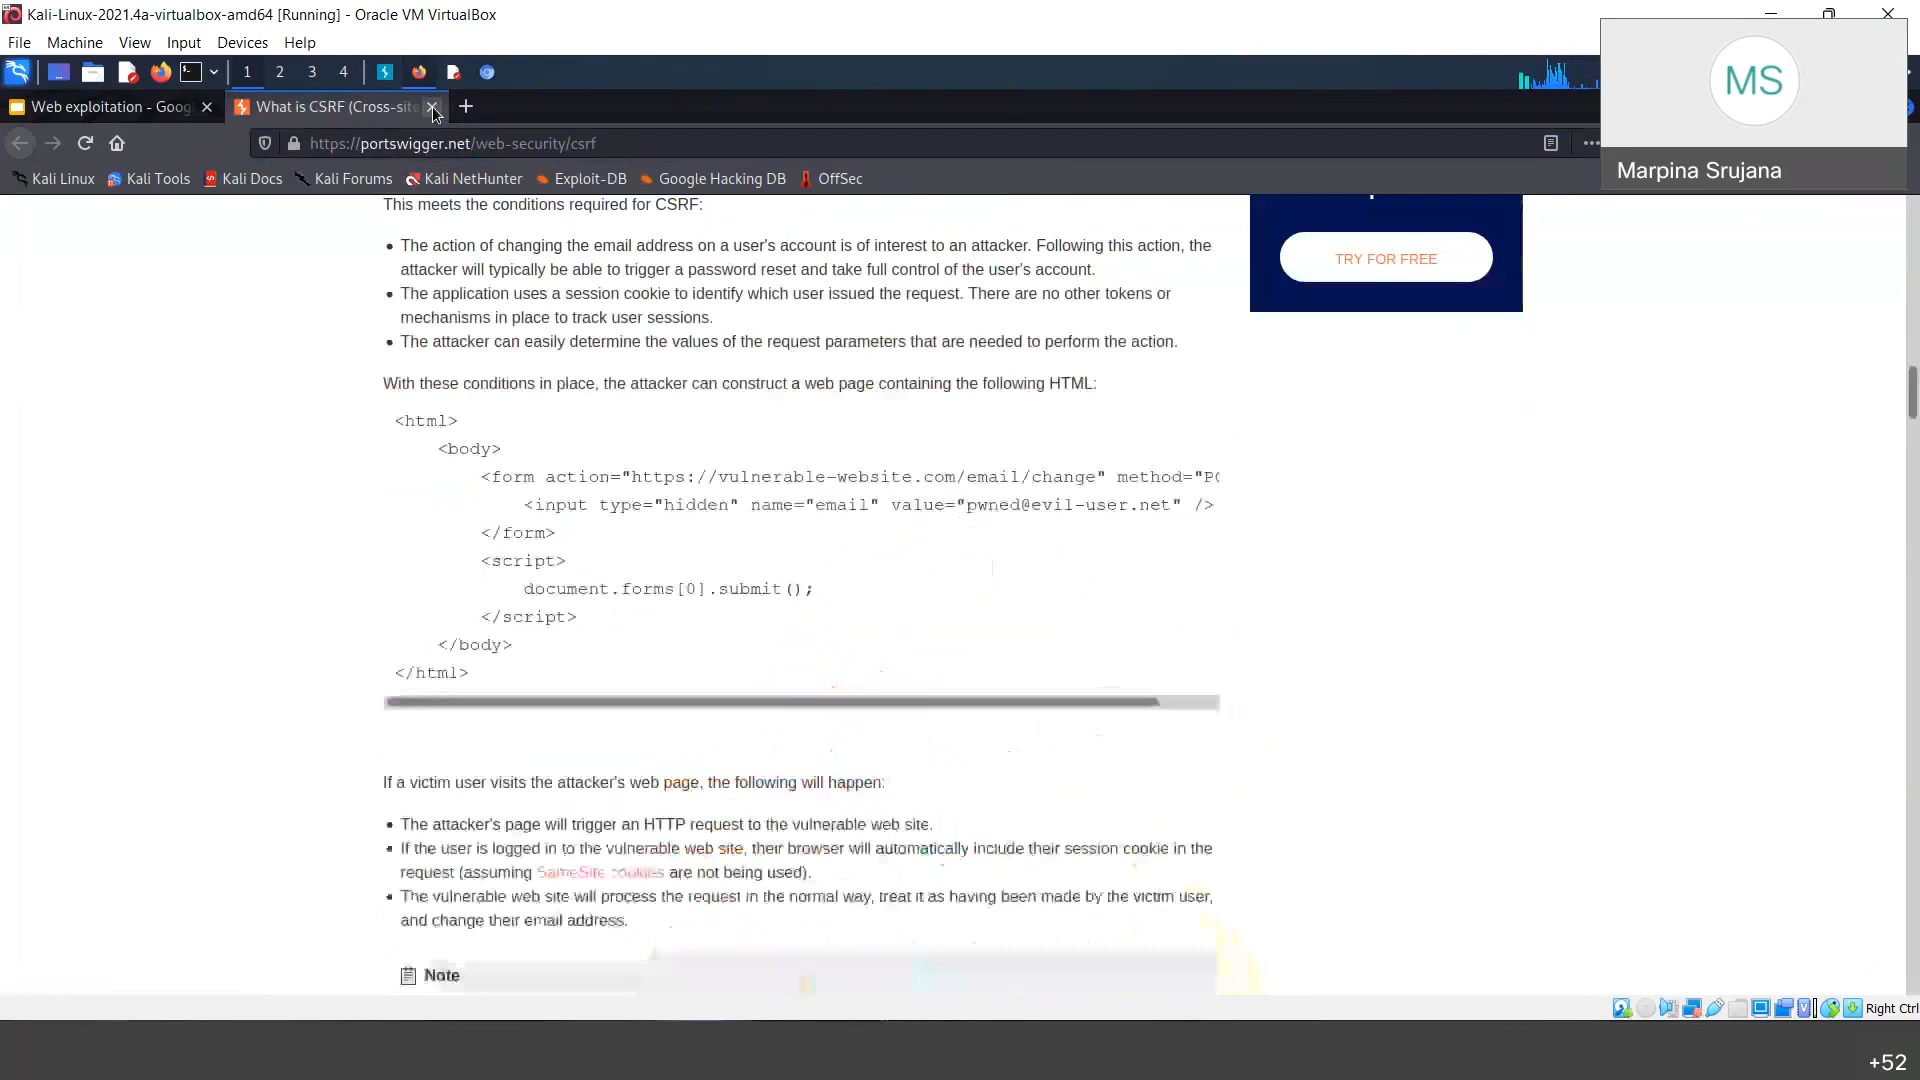 Kali-Linux-2021.4a-virtualbox-amd64 [Running] - Oracle VM VirtualBox
File Machine View Input Devices Help
1 2 3 4
MS
Marpina Srujana
Web exploitation - Goog
What is CSRF (Cross-site
https://portswigger.net/web-security/csrf
Kali Linux Kali Tools Kali Docs Kali Forums Kali NetHunter Exploit-DB Google Hacking DB OffSec
This meets the conditions required for CSRF:
• The action of changing the email address on a user's account is of interest to an attacker. Following this action, the
attacker will typically be able to trigger a password reset and take full control of the user's account.
• The application uses a session cookie to identify which user issued the request. There are no other tokens or
mechanisms in place to track user sessions.
• The attacker can easily determine the values of the request parameters that are needed to perform the action.
TRY FOR FREE
With these conditions in place, the attacker can construct a web page containing the following HTML:
<html>
<body>
<form action="https://vulnerable-website.com/email/change" method="PO
<input type="hidden" name="email" value="pwned@evil-user.net" />
</form>
<script>
document.forms[0].submit();
</script>
</body>
</html>
If a victim user visits the attacker's web page, the following will happen:
• The attacker's page will trigger an HTTP request to the vulnerable web site.
• If the user is logged in to the vulnerable web site, their browser will automatically include their session cookie in the
request (assuming SameSite cookies are not being used).
• The vulnerable web site will process the request in the normal way, treat it as having been made by the victim user,
and change their email address.
Note
Right Ctrl
+52